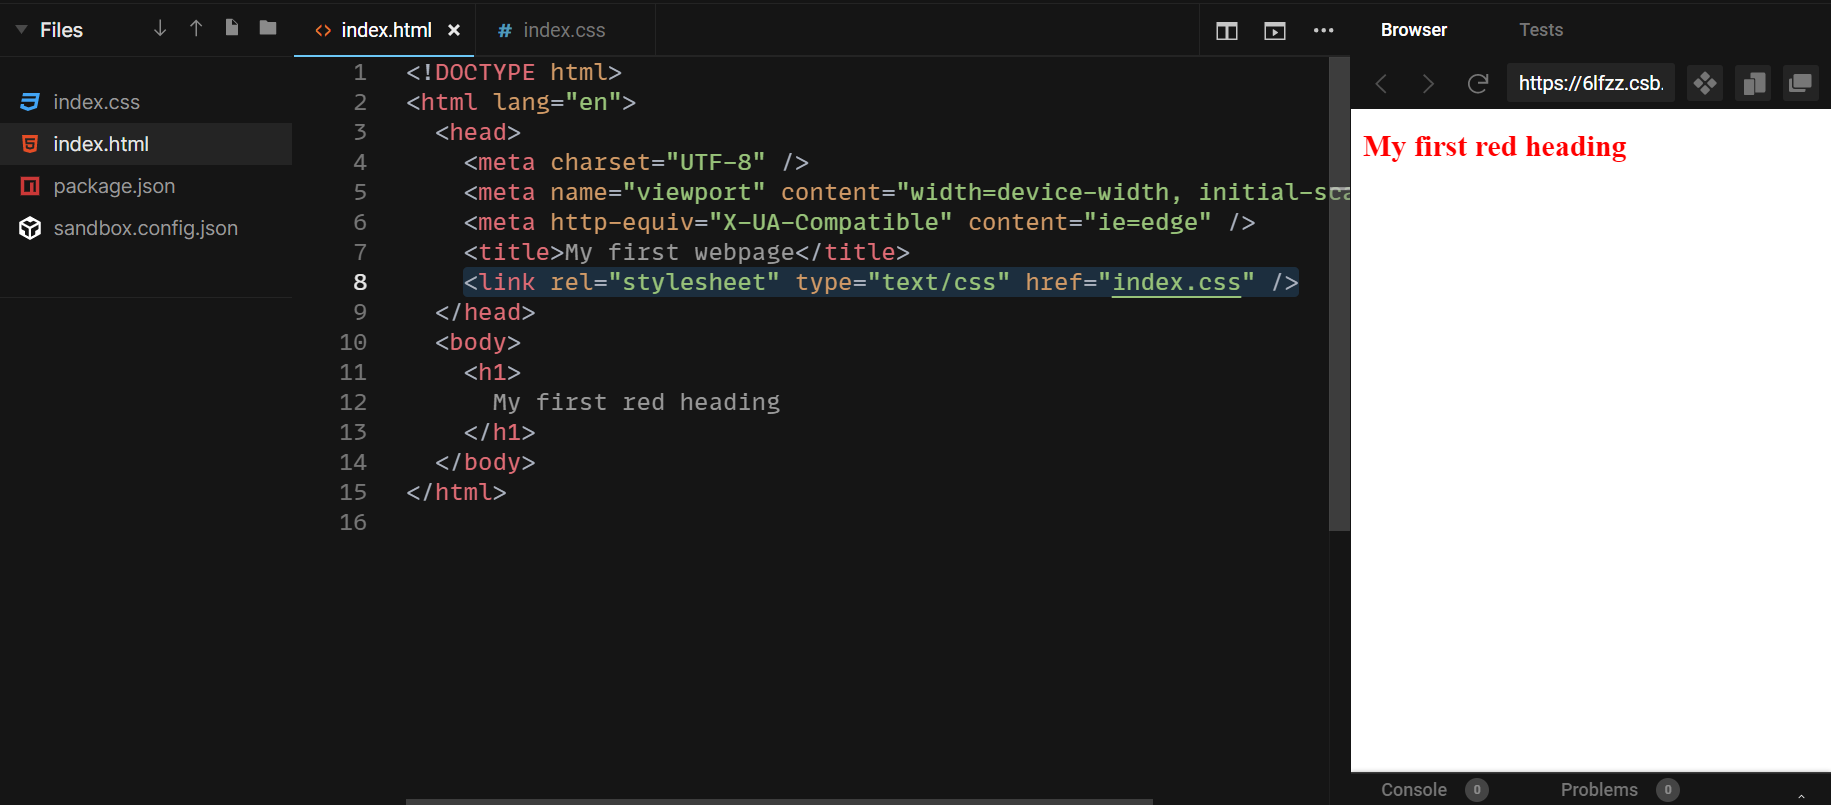 Files
index.html
index.css
Browser
Tests
index.css
index.html
package.json
sandbox.config.json
1 <!DOCTYPE html>
2 <html lang="en">
3 <head>
4 <meta charset="UTF-8" />
5 <meta name="viewport" content="width=device-width, initial-sca
6 <meta http-equiv="X-UA-Compatible" content="ie=edge" />
7 <title>My first webpage</title>
8 <link rel="stylesheet" type="text/css" href="index.css" />
9 </head>
10 <body>
11 <h1>
12 My first red heading
13 </h1>
14 </body>
15 </html>
16
https://6lfzz.csb.
My first red heading
Console 0
Problems 0